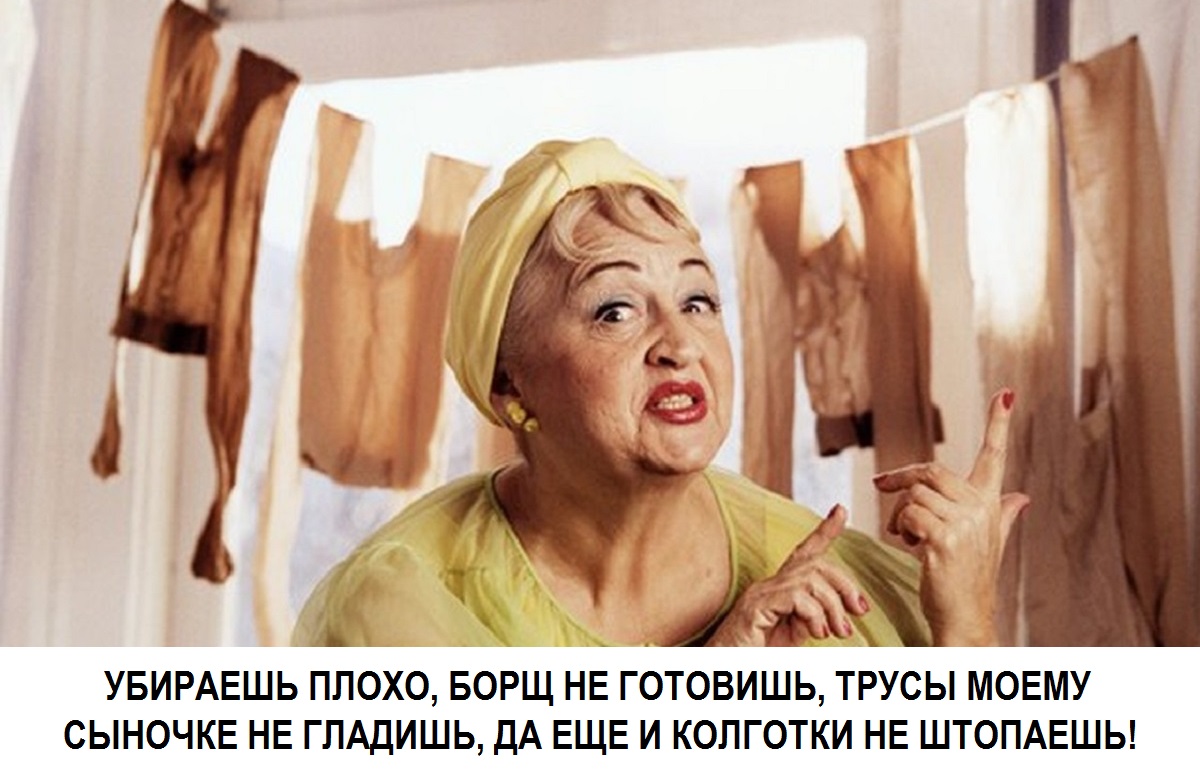 УБИРАЕШЬ ПЛОХО, БОРЩ НЕ ГОТОВИШЬ, ТРУСЫ МОЕМУ
СЫНОЧКЕ НЕ ГЛАДИШЬ, ДА ЕЩЕ И КОЛГОТКИ НЕ ШТОПАЕШЬ!